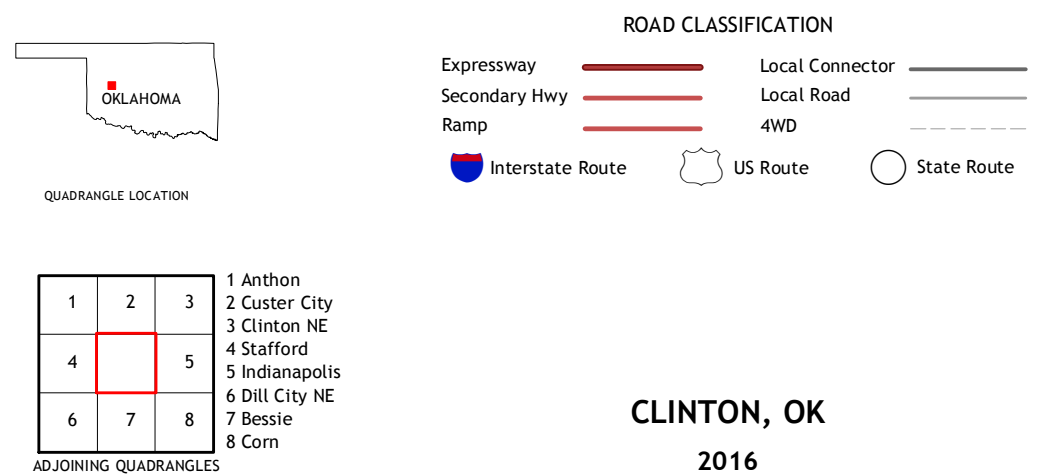 OKLAHOMA
QUADRANGLE LOCATION
ROAD CLASSIFICATION
Expressway
Secondary Hwy
Ramp
Local Connector
Local Road
4WD
Interstate Route
US Route
State Route
1 2 3
4 5
6 7 8
ADJOINING QUADRANGLES
1 Anthon
2 Custer City
3 Clinton NE
4 Stafford
5 Indianapolis
6 Dill City NE
7 Bessie
8 Corn
CLINTON, OK
2016